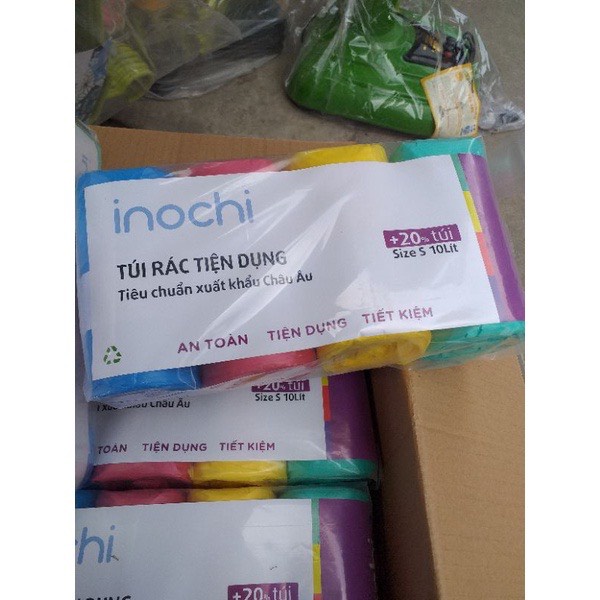 inochi
TÚI RÁC TIỆN DỤNG
Tiêu chuẩn xuất khẩu Châu Âu
+20% túi
Size S 10Lít
AN TOÀN TIỆN DỤNG TIẾT KIỆM
+20% túi
Size S 10Lít
Châu Âu
TOÀN TIỆN DỤNG TIẾT KIỆM
chi
+20% túi